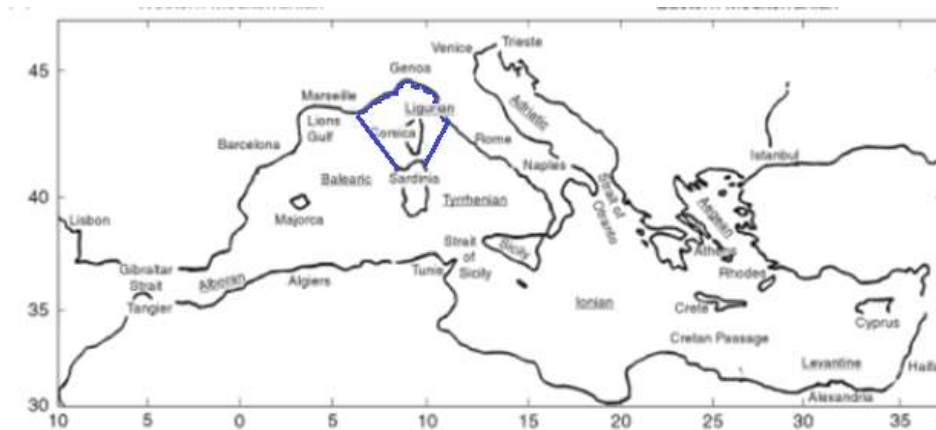 Venice Trieste
Genoa
45
Marseille
Ligurian
Adriatic
Lions
Gulf
Corsica
Rome
Barcelona
Istanbul
Naples
Balearic
Sardinia
Strait of
Otranto
40
Tyrrhenian
Aegean
Lisbon
Majorca
Strait
of
Sicily
Sicily
Athens
Gibraltar
Strait
Alboran
Algiers
Tunis
Rhodes
35
Tangier
Ionian
Crete
Cyprus
Cretan Passage
Levantine
Haifa
Alexandria
30
10 5 0 5 10 15 20 25 30 35